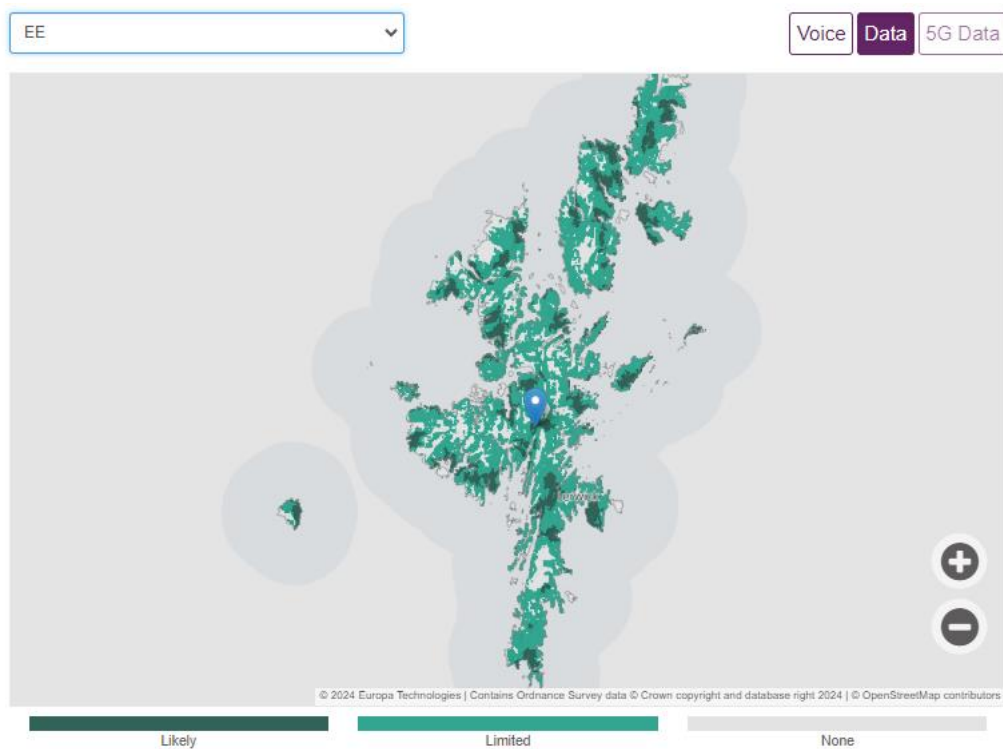 EE
Voice Data 5G Data
Lerwick
© 2024 Europa Technologies | Contains Ordnance Survey data © Crown copyright and database right 2024 | © OpenStreetMap contributors
Likely Limited None